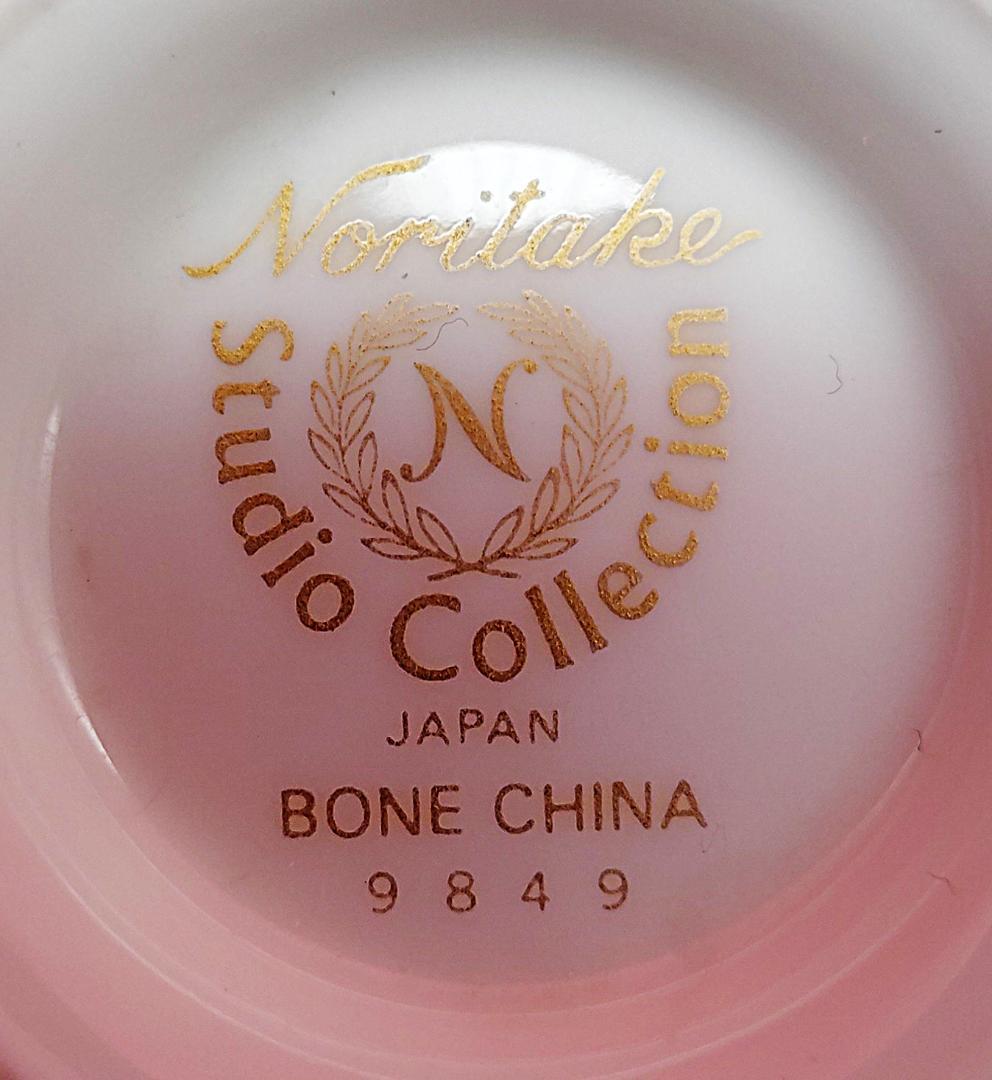 Noritake
N
Studio Collection
JAPAN
BONE CHINA
9849